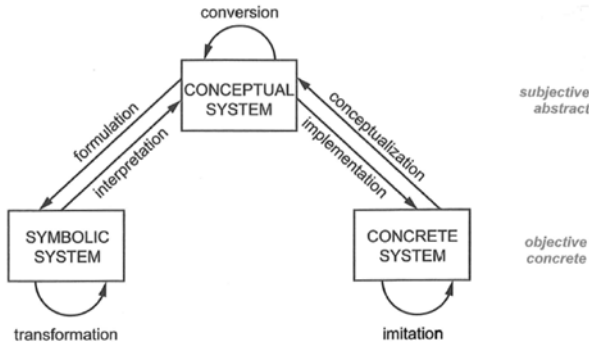 conversion
CONCEPTUAL
SYSTEM
subjective
abstract
formulation
interpretation
implementation
conceptualization
SYMBOLIC
SYSTEM
CONCRETE
SYSTEM
objective
concrete
transformation
imitation